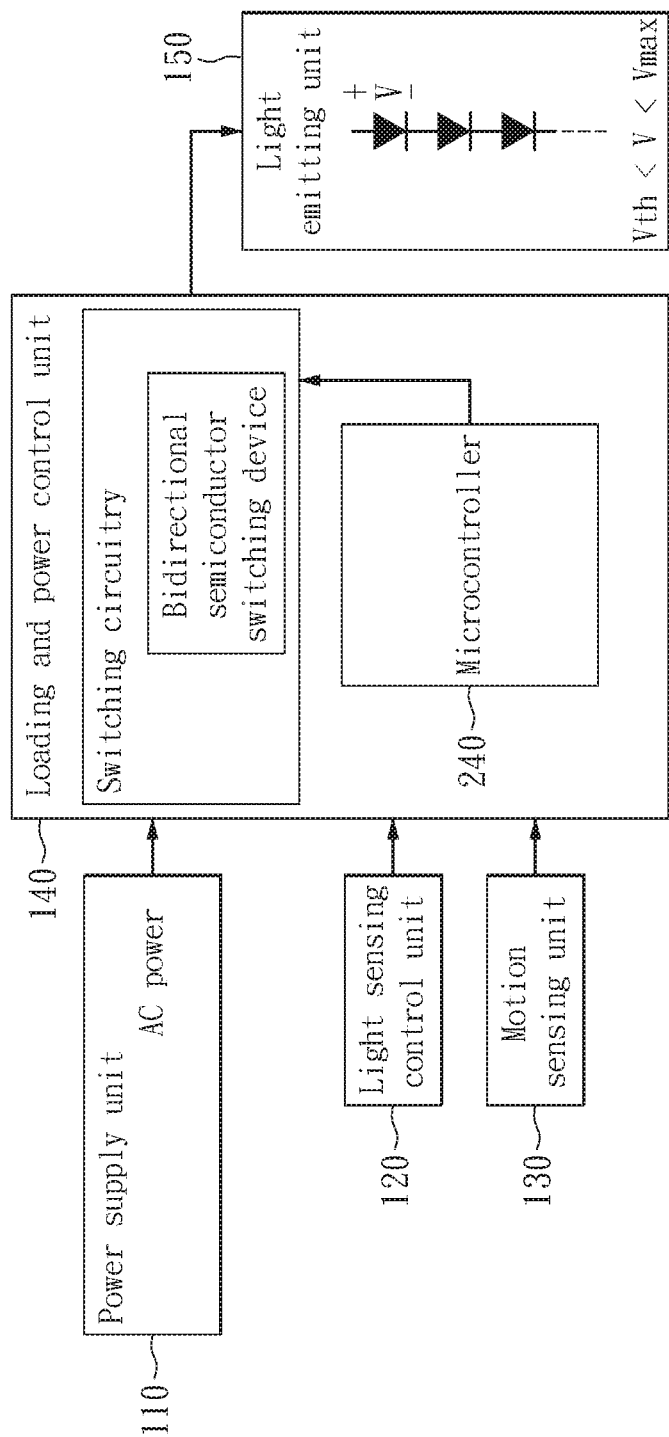 110
Power supply unit
AC power
120
Light sensing
control unit
130
Motion
sensing unit
140
Loading and power control unit
Switching circuitry
Bidirectional
semiconductor
switching device
Microcontroller
240
150
Light
emitting unit
+
V
−
Vth < V < Vmax